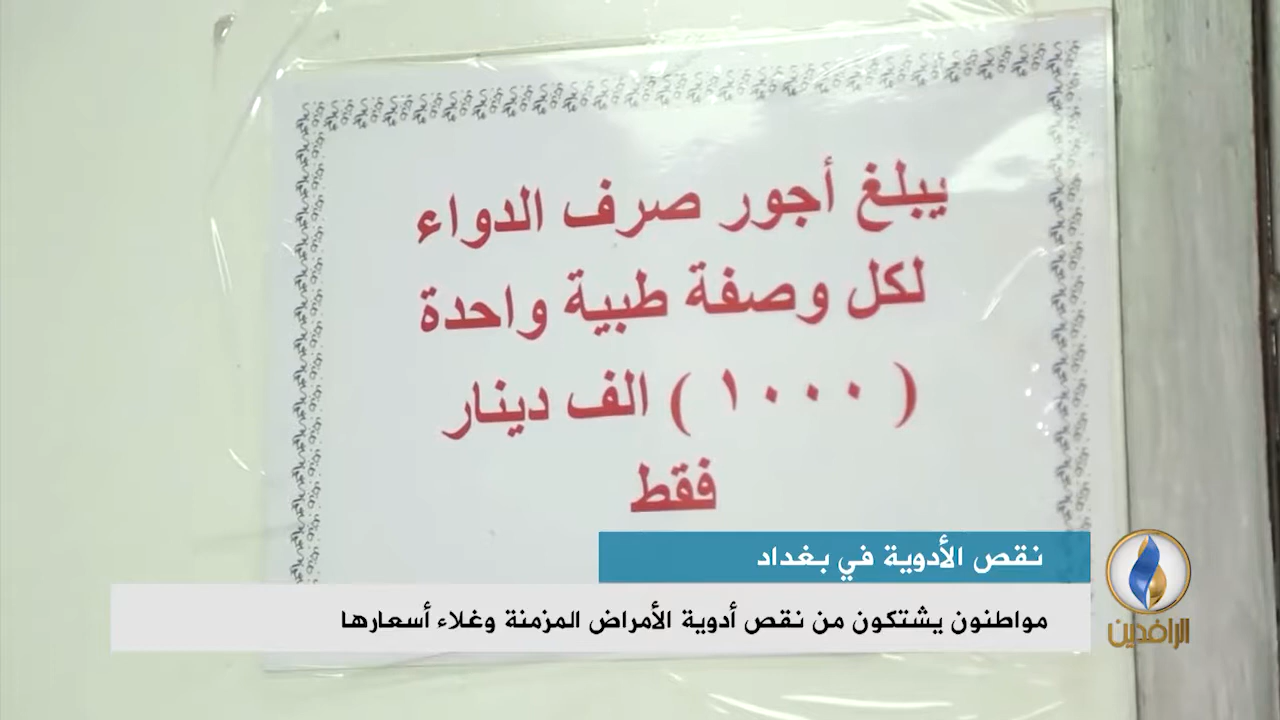 يبلغ أجور صرف الدواء
لكل وصفة طبية واحدة
( ١٠٠٠ ) الف دينار
فقط
نقص الأدوية في بغداد
مواطنون يشتكون من نقص أدوية الأمراض المزمنة وغلاء أسعارها
الرافدين